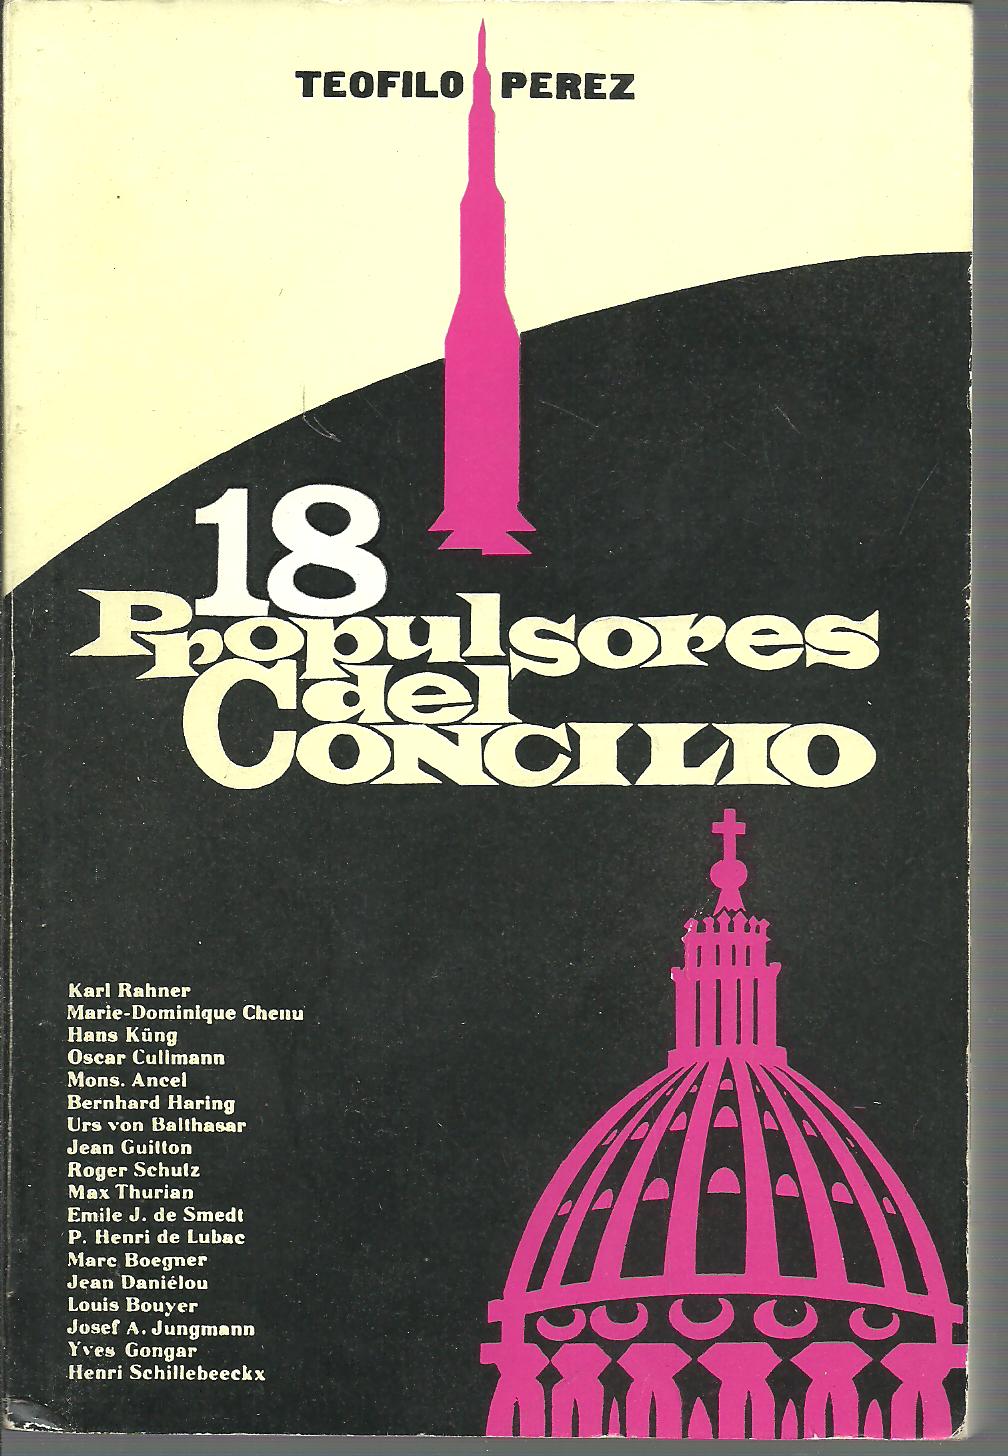 TEOFILO PEREZ
18
Propulsores
del
CONCILIO
Karl Rahner
Marie-Dominique Chenu
Hans Küng
Oscar Cullmann
Mons. Ancel
Bernhard Haring
Urs von Balthasar
Jean Guitton
Roger Schutz
Max Thurian
Emile J. de Smedt
P. Henri de Lubac
Marc Boegner
Jean Daniélou
Louis Bouyer
Josef A. Jungmann
Yves Gongar
Henri Schillebeeckx